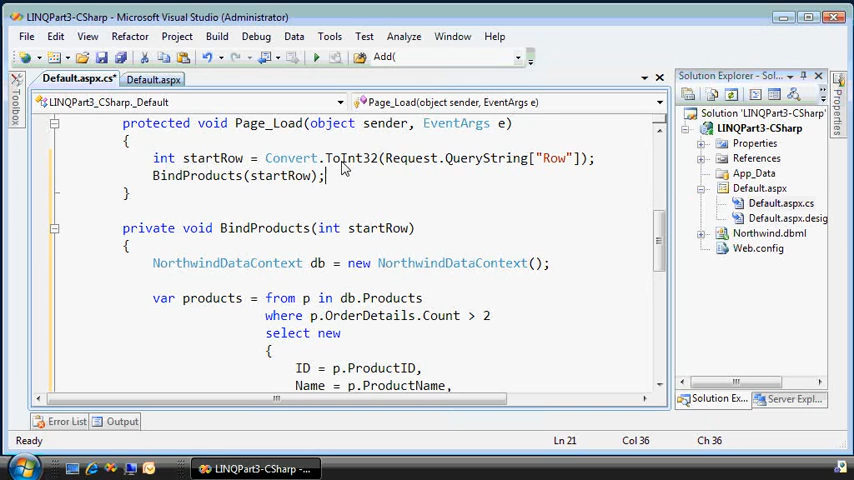 LINQPart3-CSharp - Microsoft Visual Studio (Administrator)
File Edit View Refactor Project Build Debug Data Tools Test Analyze Window Help
Add(
Default.aspx.cs* Default.aspx
LINQPart3_CSharp._Default Page_Load(object sender, EventArgs e)
protected void Page_Load(object sender, EventArgs e)
{
int startRow = Convert.ToInt32(Request.QueryString["Row"]);
BindProducts(startRow);
}
private void BindProducts(int startRow)
{
NorthwindDataContext db = new NorthwindDataContext();
var products = from p in db.Products
where p.OrderDetails.Count > 2
select new
{
ID = p.ProductID,
Name = p.ProductName,
Toolbox
Solution Explorer - Sol...
Solution 'LINQPart3-CSharp
LINQPart3-CSharp
Properties
References
App_Data
Default.aspx
Default.aspx.cs
Default.aspx.desig
Northwind.dbml
Web.config
Properties
Solution Ex... Server Expl...
Error List Output
Ready Ln 21 Col 36 Ch 36
LINQPart3-CSharp -...